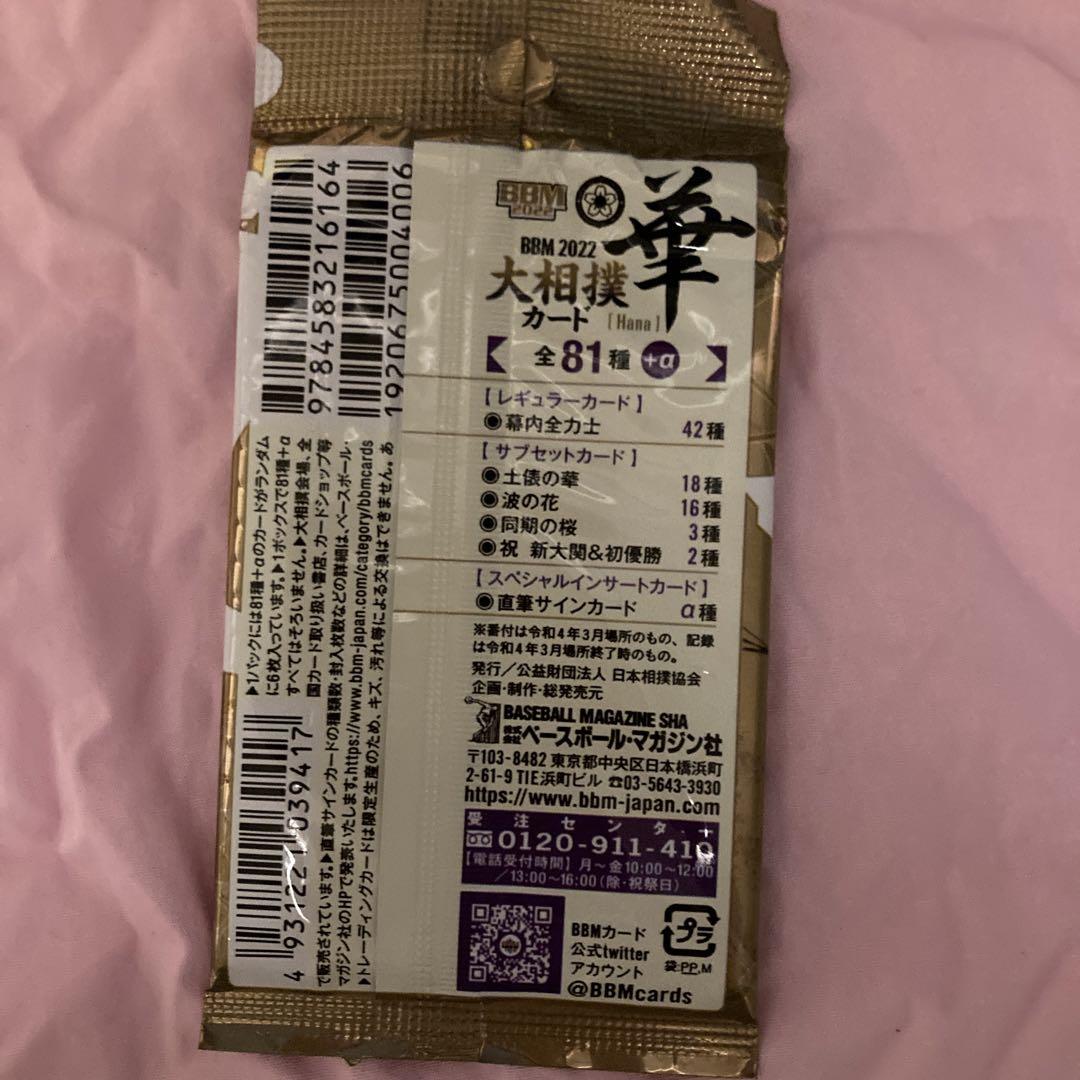 BBM
2022
BBM 2022
大相撲
カード
[Hana]
華
全81種 +α
【レギュラーカード】
◉幕内全力士 42種
【サブセットカード】
◉土俵の華 18種
◉波の花 16種
◉同期の桜 3種
◉祝 新大関&初優勝 2種
【スペシャルインサートカード】
◉直筆サインカード α種
※番付は令和4年3月場所のもの、記録
は令和4年3月場所終了時のもの。
発行／公益財団法人 日本相撲協会
企画・制作・総発売元
BASEBALL MAGAZINE SHA
株式会社ベースボール・マガジン社
〒103-8482 東京都中央区日本橋浜町
2-61-9 TIE浜町ビル ☎03-5643-3930
https://www.bbm-japan.com
受注センター
0120-911-410
【電話受付時間】月〜金10:00〜12:00
／13:00〜16:00（除・祝祭日）
BBMカード
公式twitter
アカウント
@BBMcards
プラ
袋:PP,M
9784583216164
1920675004006
▶1パックには81種+αのカードがランダム
に6枚入っています。▶1ボックスで81種+α
すべてはそろいません。▶大相撲会場、全
国カード取り扱い書店、カードショップ等
で販売されています。▶直筆サインカードの種類数・封入枚数などの詳細は、ベースボール・
マガジン社のHPで発表いたします。https://www.bbm-japan.com/category/bbmcards
▶トレーディングカードは限定生産のため、キズ、汚れ等による交換はできません。あ
4931221039417